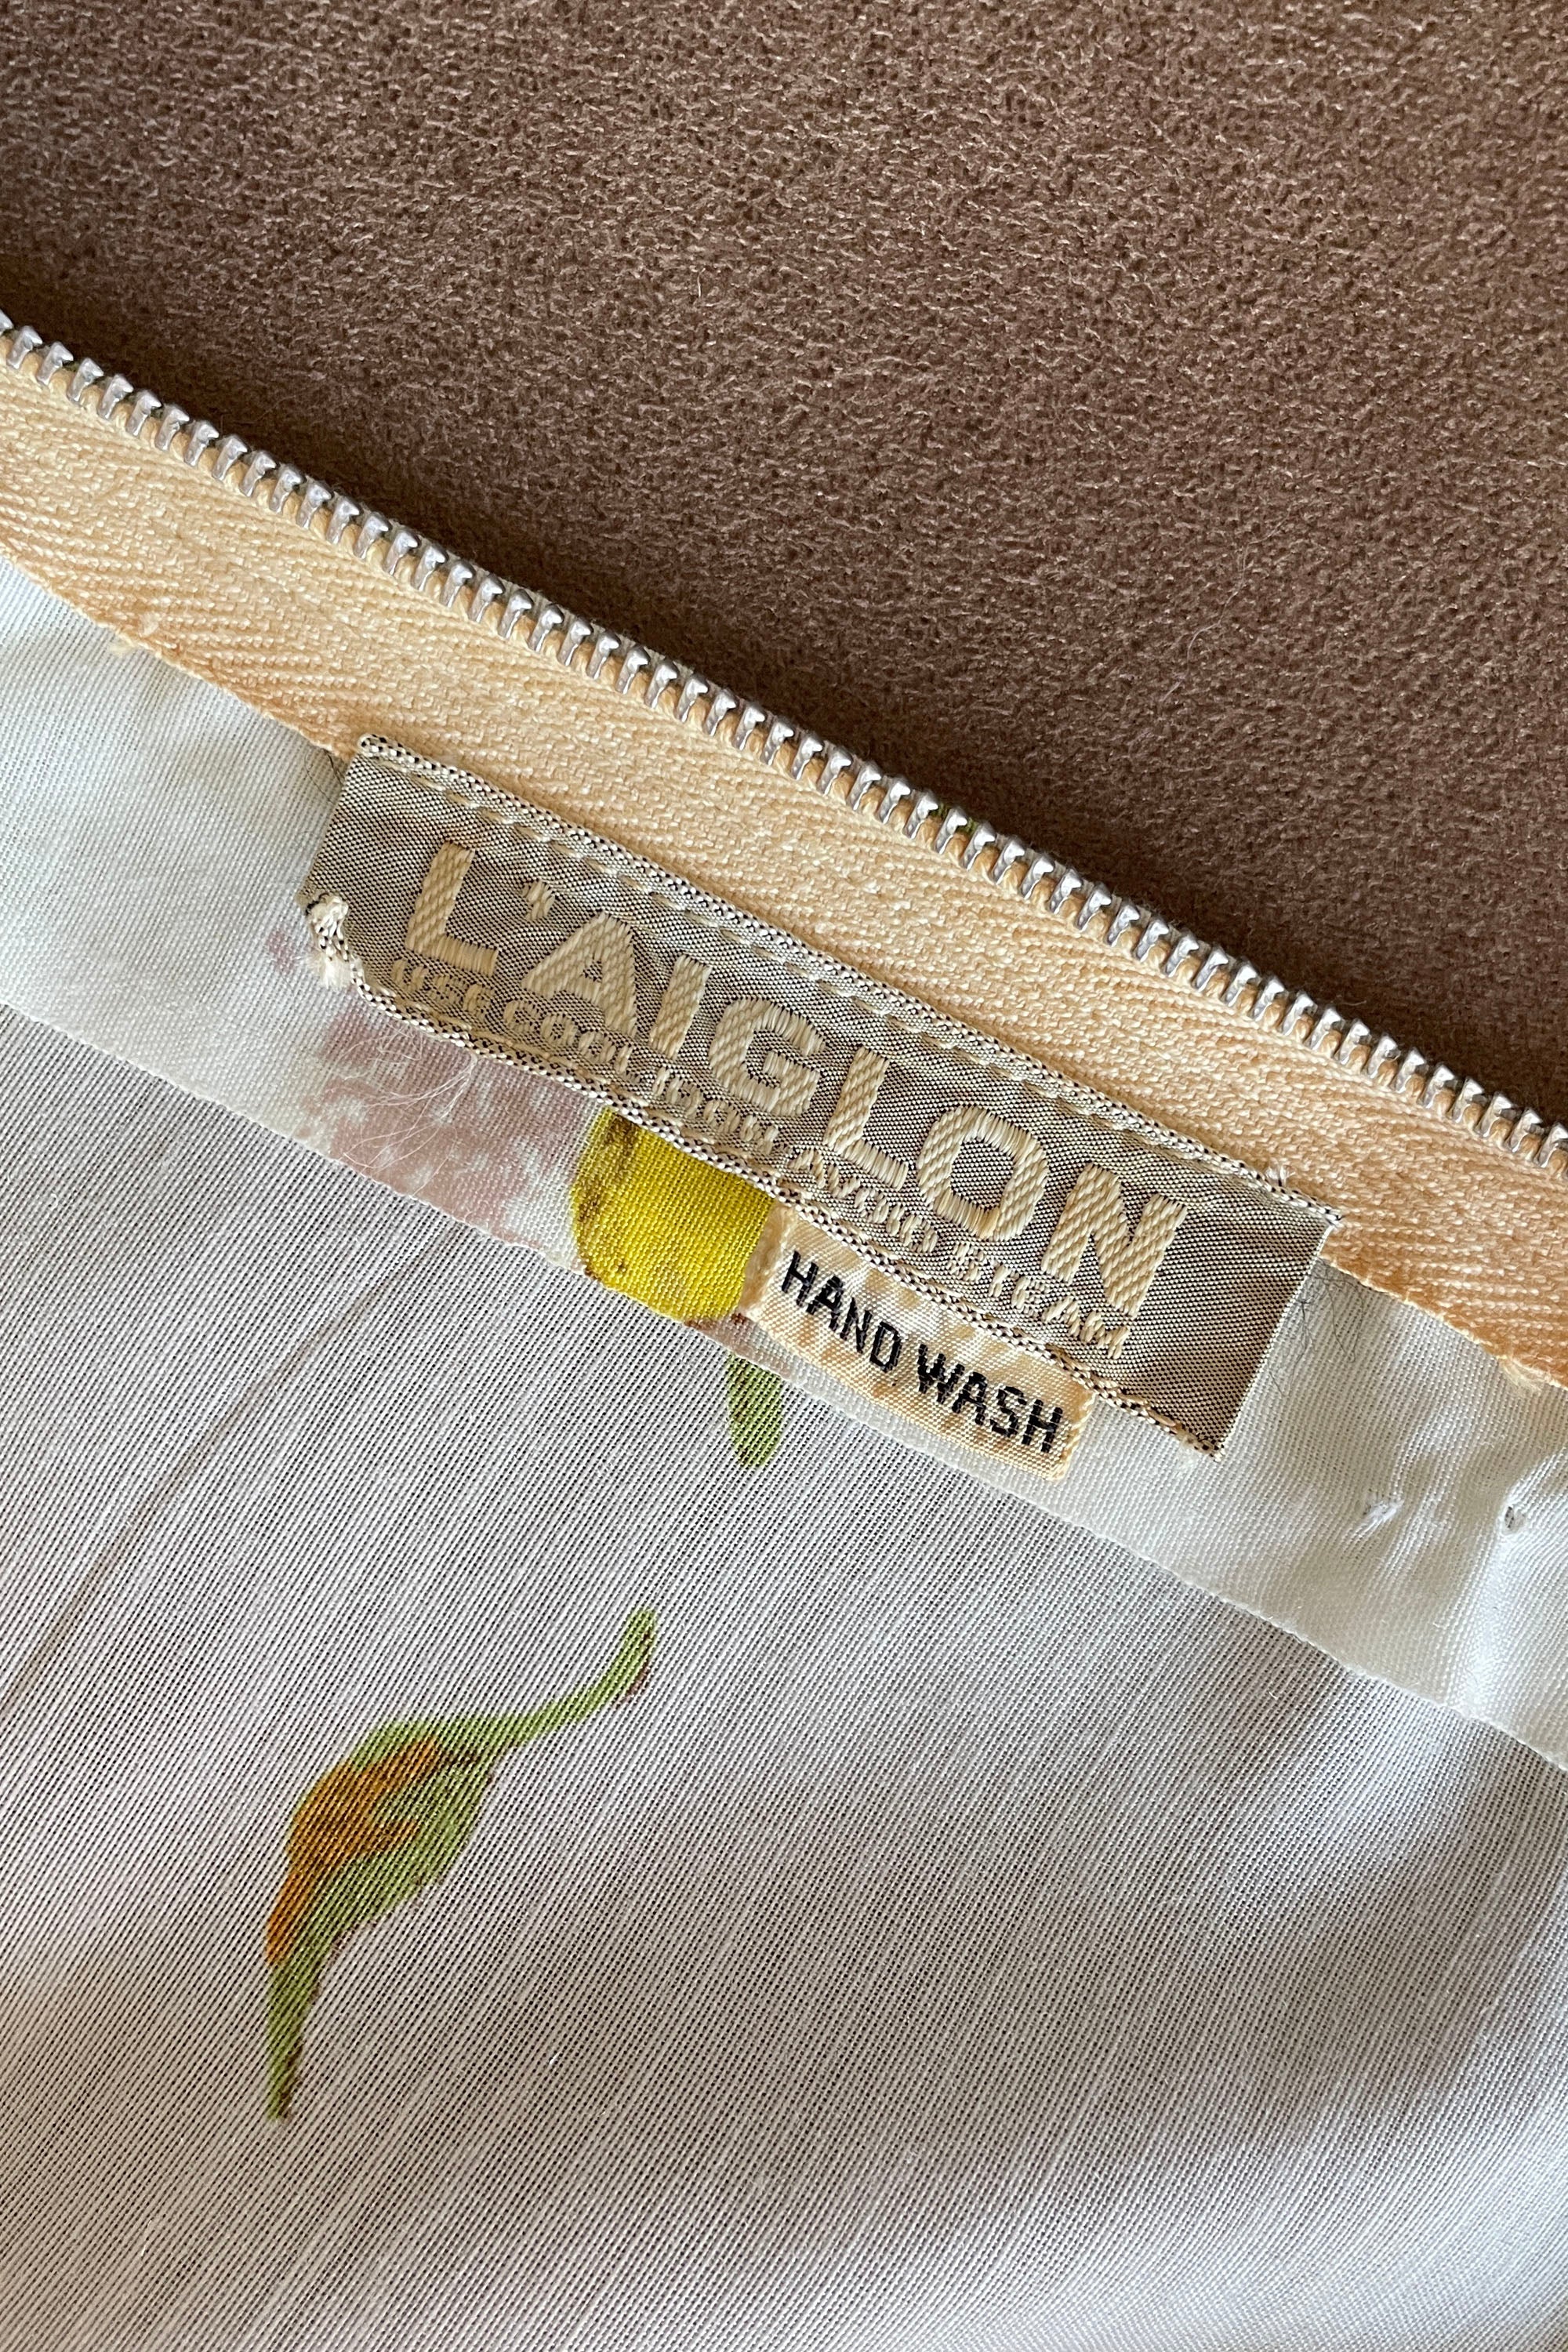 L'AIGLON
USE COOL IRON AVOID STEAM
HAND WASH